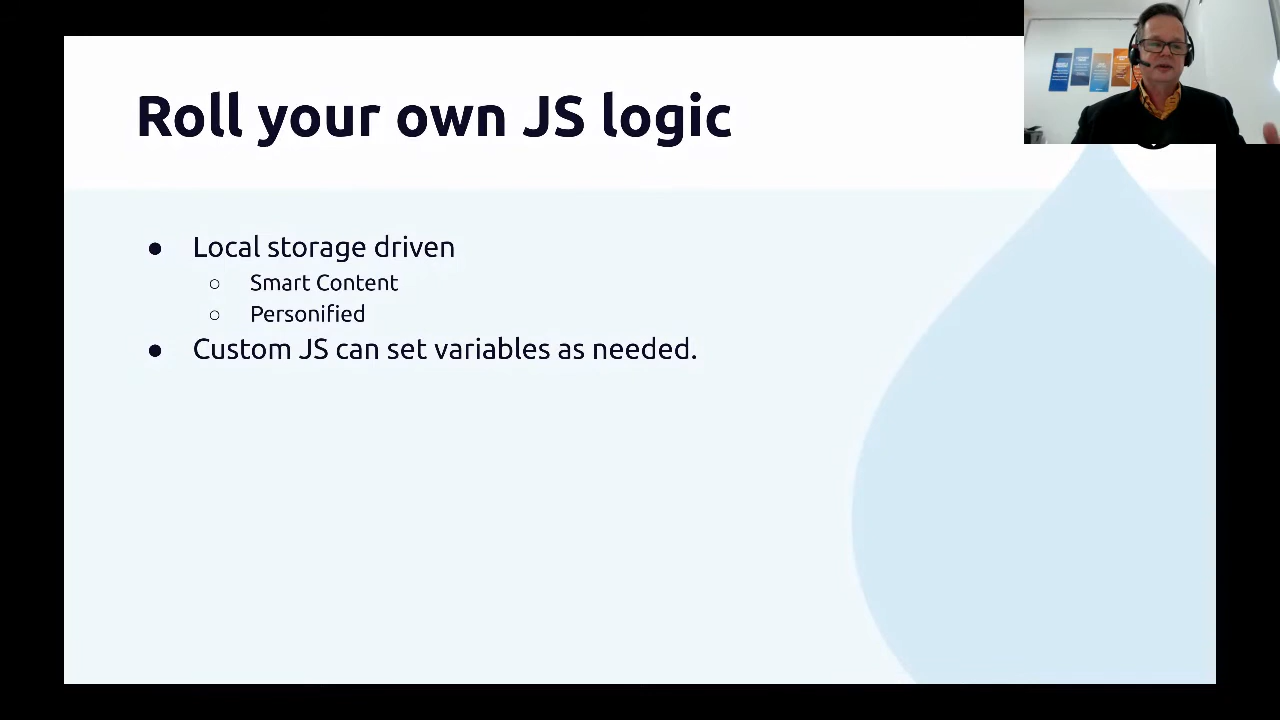 Roll your own JS logic
● Local storage driven
○ Smart Content
○ Personified
● Custom JS can set variables as needed.